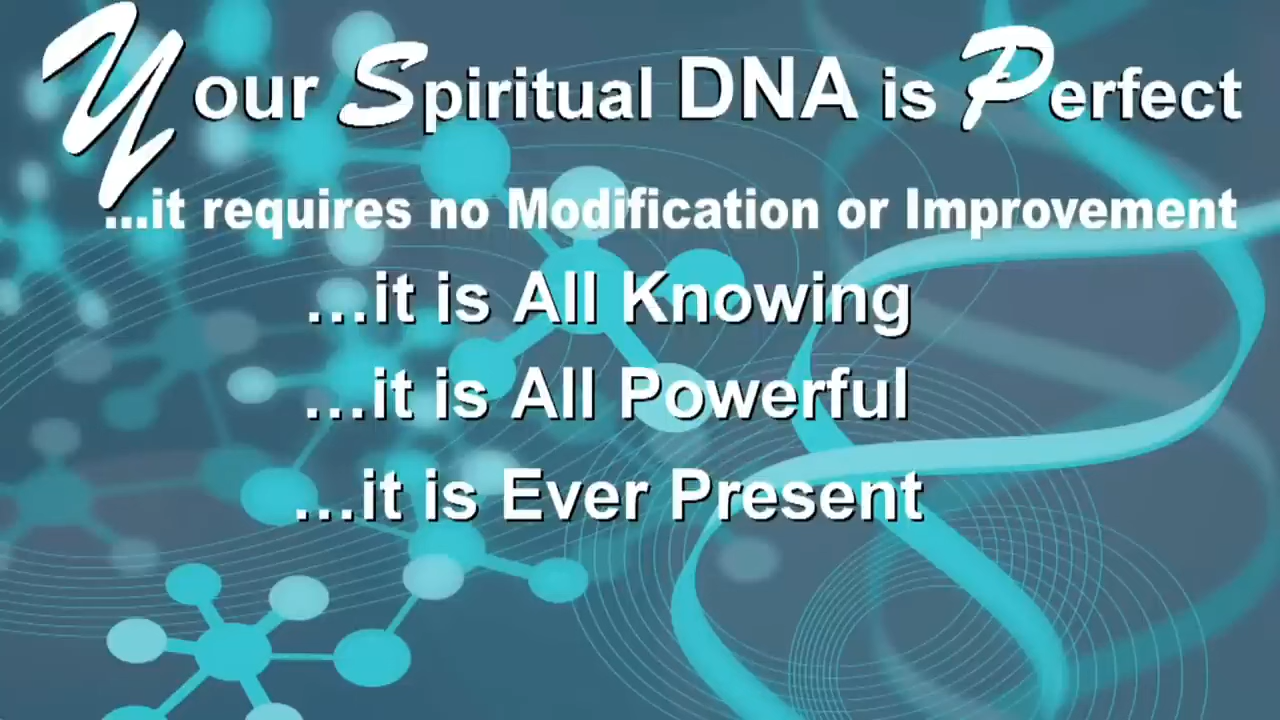 Your Spiritual DNA is Perfect
...it requires no Modification or Improvement
...it is All Knowing
...it is All Powerful
...it is Ever Present